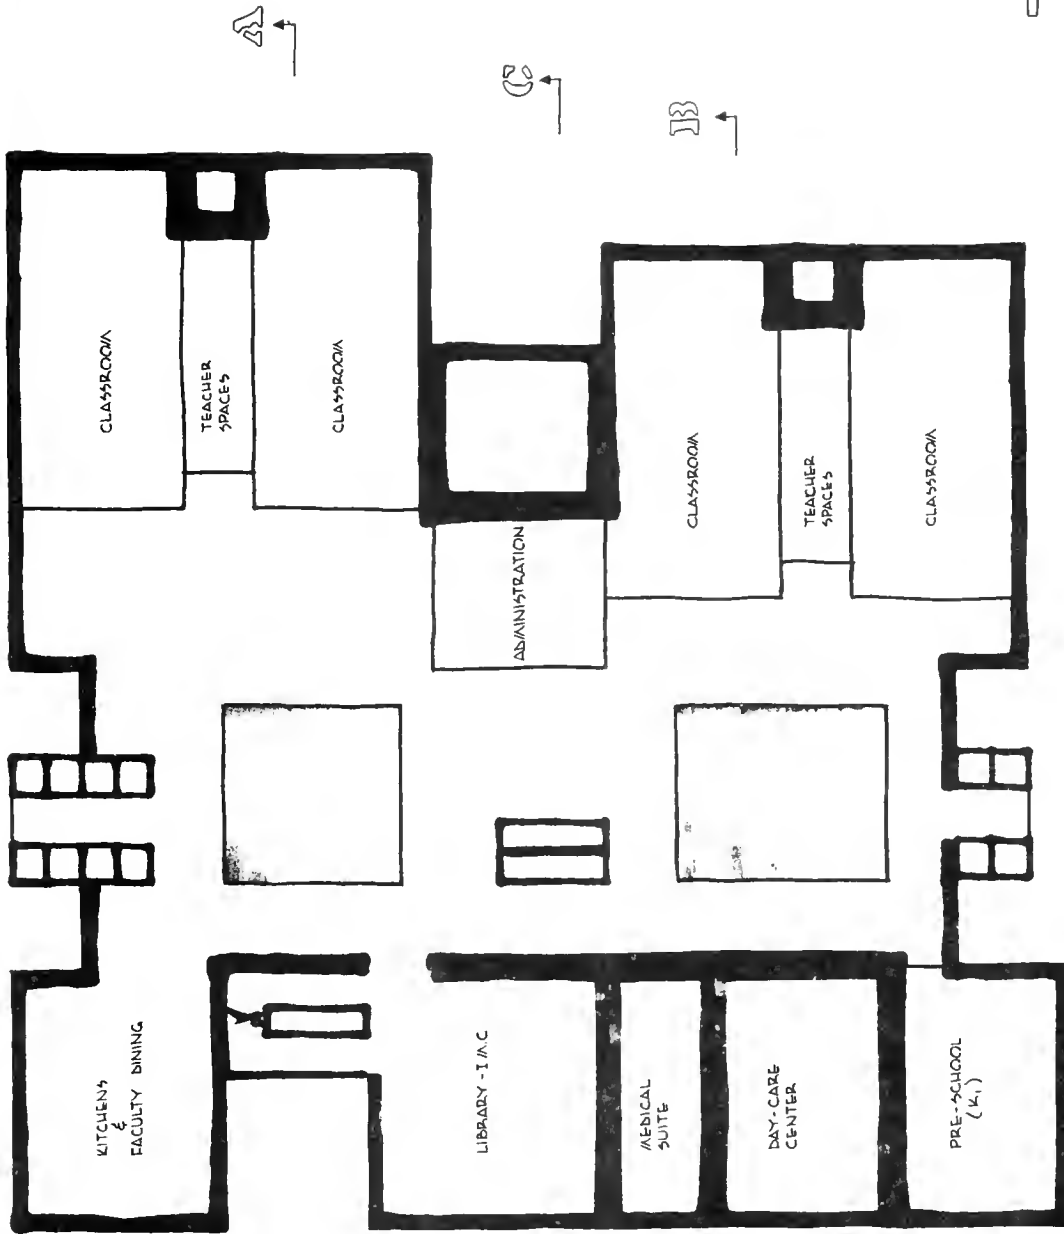 A
C
B
CLASSROOM
TEACHER
SPACES
CLASSROOM
ADMINISTRATION
CLASSROOM
TEACHER
SPACES
CLASSROOM
KITCHENS
&
FACULTY DINING
LIBRARY - I.M.C
MEDICAL
SUITE
DAY-CARE
CENTER
PRE-SCHOOL
(K1)